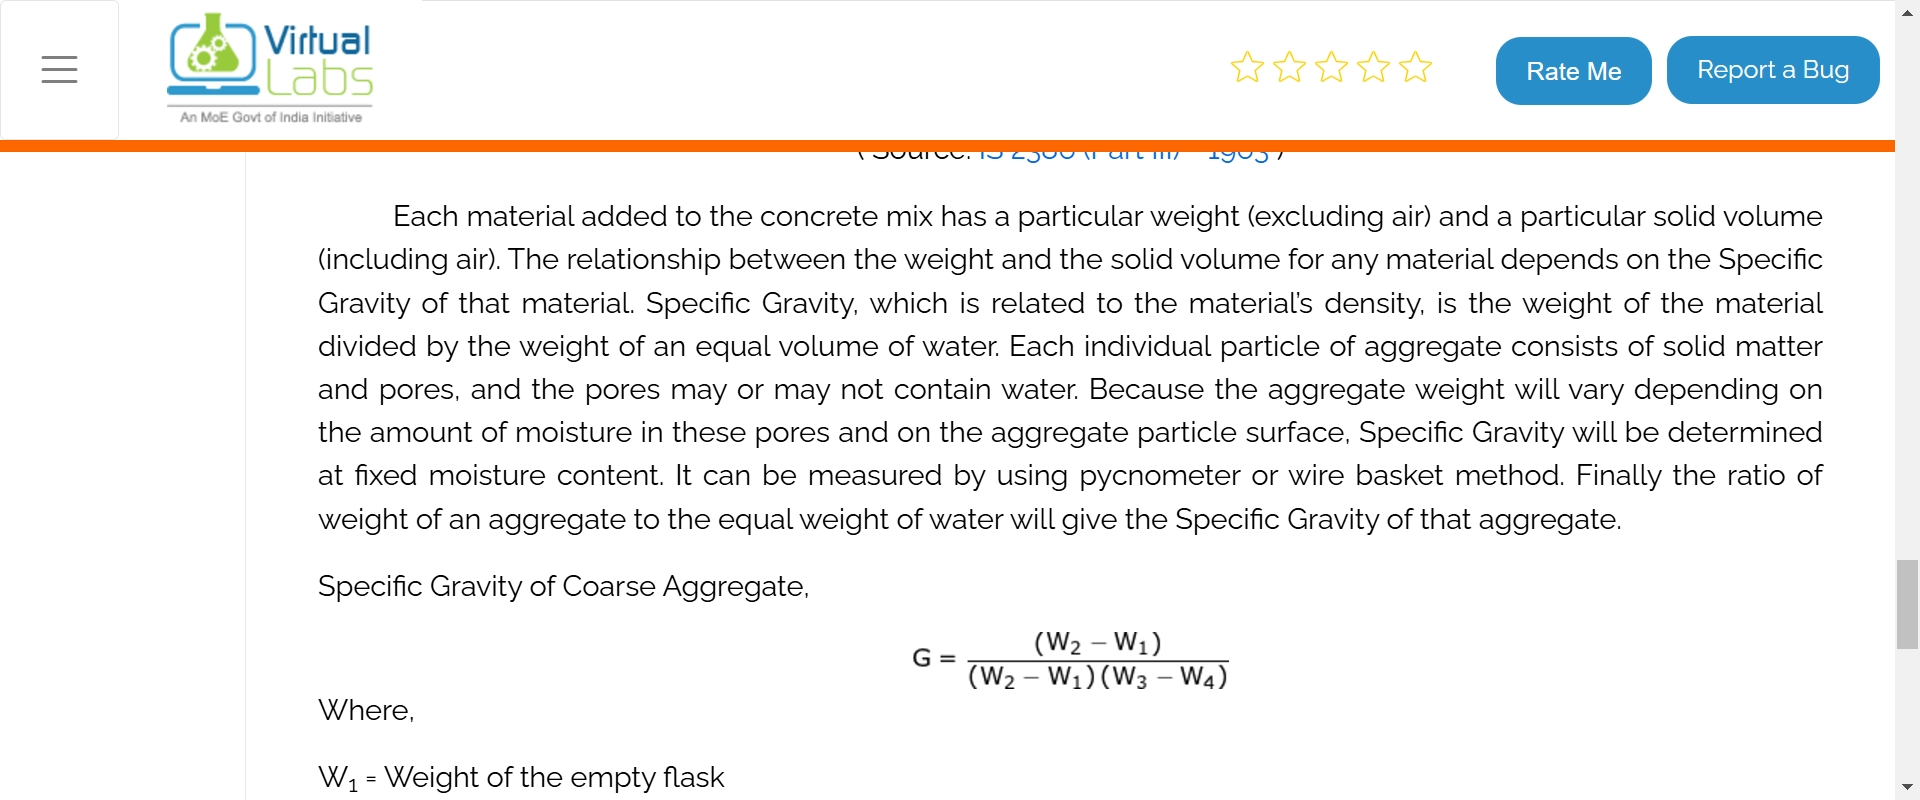 Virtual
Labs
An MoE Govt of India Initiative
Rate Me
Report a Bug
( Source: IS 2386 (Part III) – 1963 )
Each material added to the concrete mix has a particular weight (excluding air) and a particular solid volume
(including air). The relationship between the weight and the solid volume for any material depends on the Specific
Gravity of that material. Specific Gravity, which is related to the material's density, is the weight of the material
divided by the weight of an equal volume of water. Each individual particle of aggregate consists of solid matter
and pores, and the pores may or may not contain water. Because the aggregate weight will vary depending on
the amount of moisture in these pores and on the aggregate particle surface, Specific Gravity will be determined
at fixed moisture content. It can be measured by using pycnometer or wire basket method. Finally the ratio of
weight of an aggregate to the equal weight of water will give the Specific Gravity of that aggregate.
Specific Gravity of Coarse Aggregate,
(W₂ – W₁)
G =
(W₂ – W₁) (W₃ – W₄)
Where,
W₁ = Weight of the empty flask